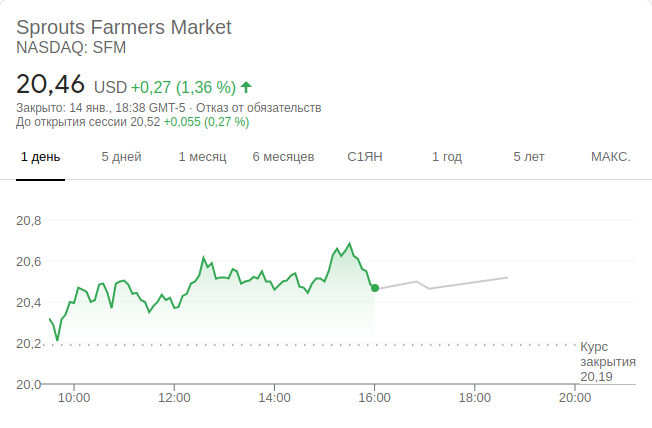 Sprouts Farmers Market
NASDAQ: SFM
20,46 USD +0,27 (1,36 %)
Закрыто: 14 янв., 18:38 GMT-5 · Отказ от обязательств
До открытия сессии 20,52 +0,055 (0,27 %)
1 день 5 дней 1 месяц 6 месяцев С1ЯН 1 год 5 лет МАКС.
20,8
20,6
20,4
20,2
Курс
закрытия
20,19
20,0
10:00 12:00 14:00 16:00 18:00 20:00